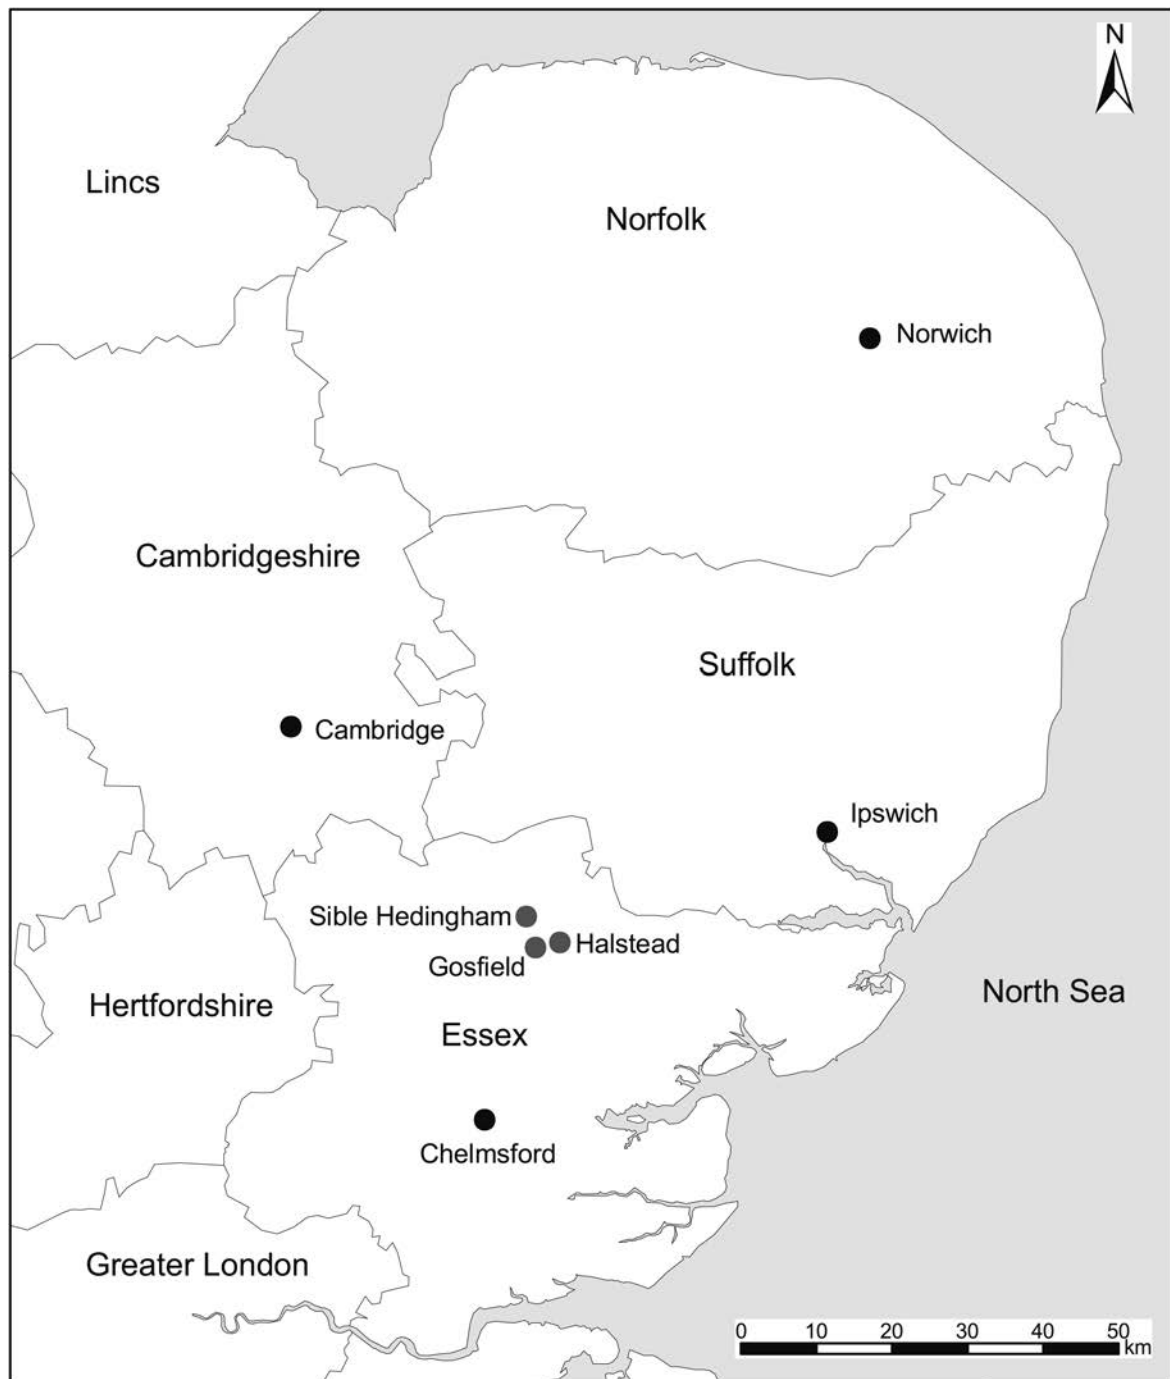 N
Lincs
Norfolk
Norwich
Cambridgeshire
Suffolk
Cambridge
Ipswich
Sible Hedingham
Halstead
Gosfield
North Sea
Hertfordshire
Essex
Chelmsford
Greater London
0 10 20 30 40 50
km